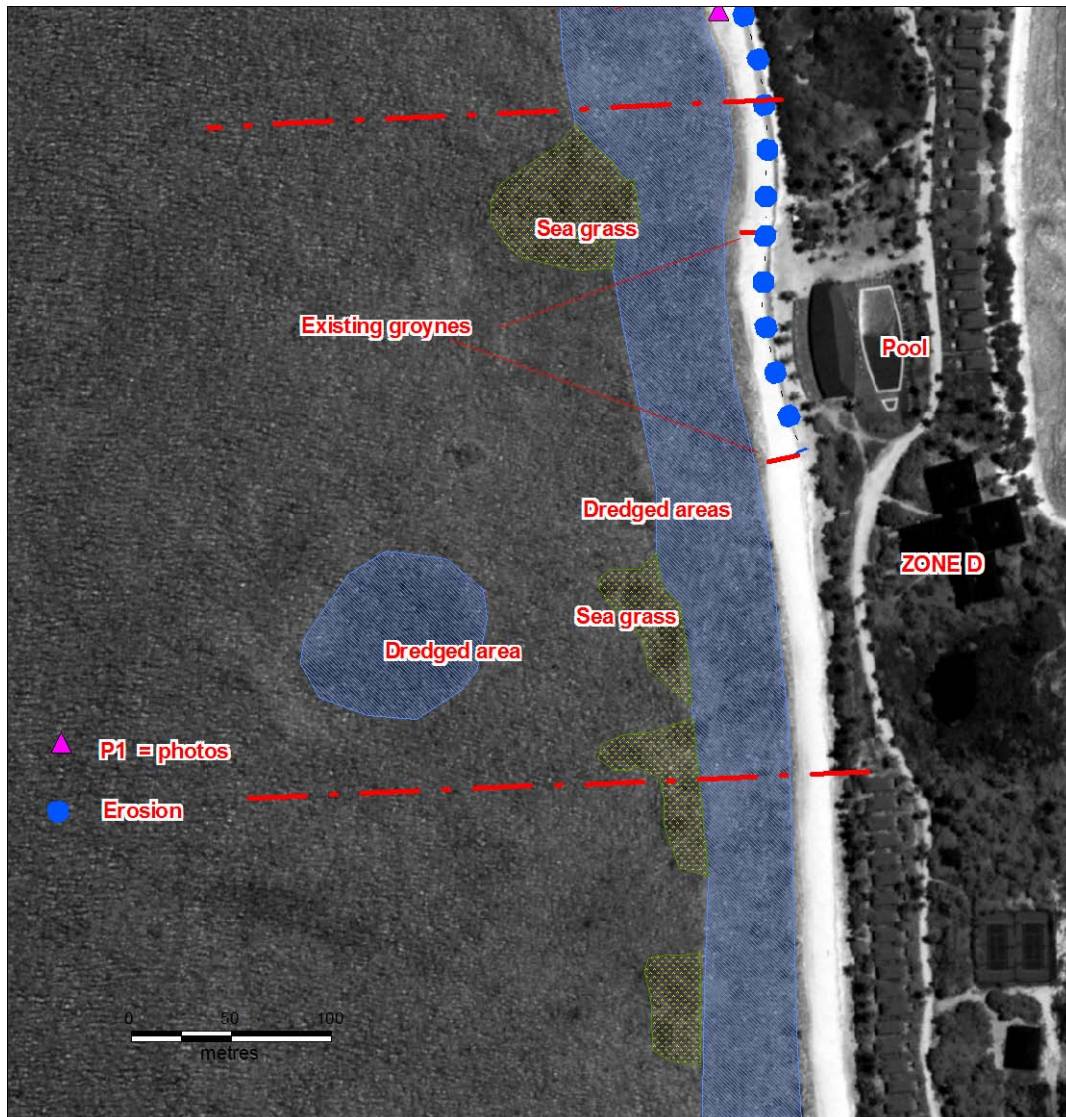 Sea grass
Existing groynes
Pool
Dredged areas
ZONE D
Sea grass
Dredged area
P1 = photos
Erosion
0 50 100
metres